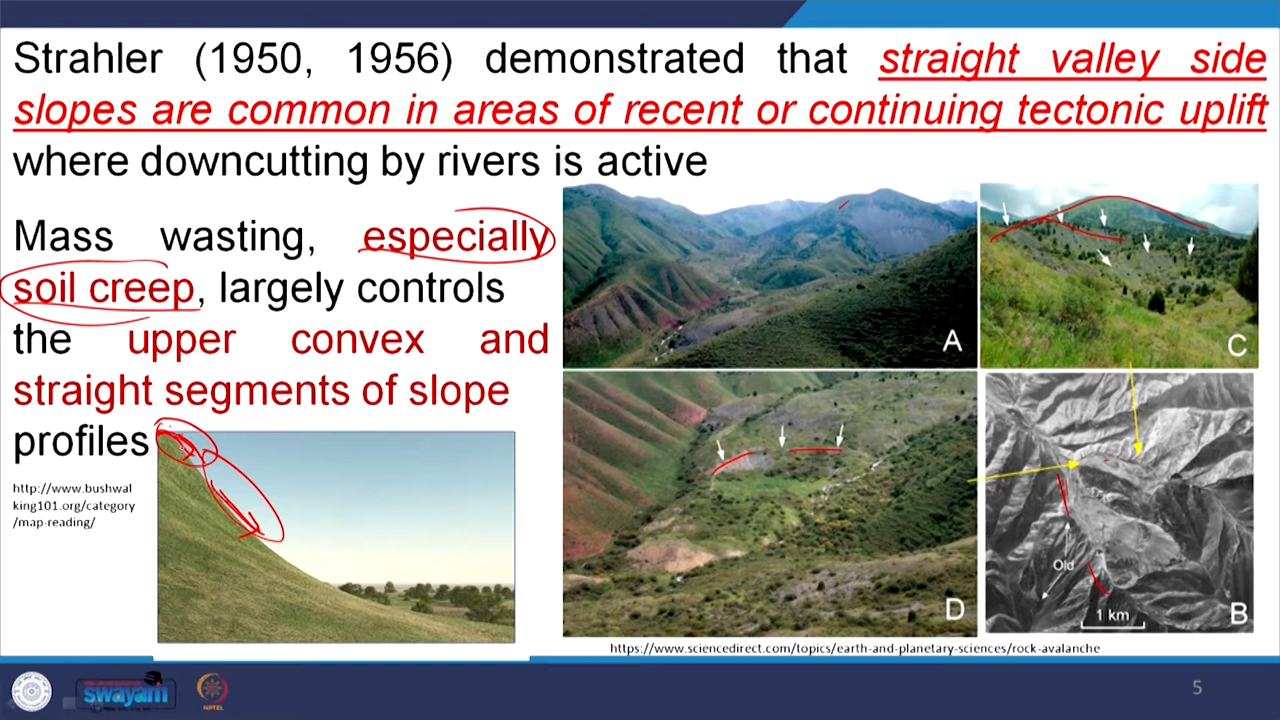 Strahler (1950, 1956) demonstrated that straight valley side
slopes are common in areas of recent or continuing tectonic uplift
where downcutting by rivers is active
Mass wasting, especially
soil creep, largely controls
the upper convex and
straight segments of slope
profiles
http://www.bushwal
king101.org/category
/map-reading/
A
C
D
Old
1 km
B
https://www.sciencedirect.com/topics/earth-and-planetary-sciences/rock-avalanche
swayam
NPTEL
5